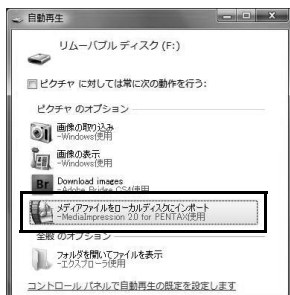 自動再生
リムーバブル ディスク (F:)
ピクチャ に対しては常に次の動作を行う:
ピクチャ のオプション
画像の取り込み
-Windows使用
画像の表示
-Windows使用
Br Download images
-Adobe Bridge CS4使用
メディアファイルをローカルディスクにインポート
-MediaImpression 2.0 for PENTAX使用
全般 のオプション
フォルダを開いてファイルを表示
-エクスプローラ使用
コントロール パネルで自動再生の既定を設定します